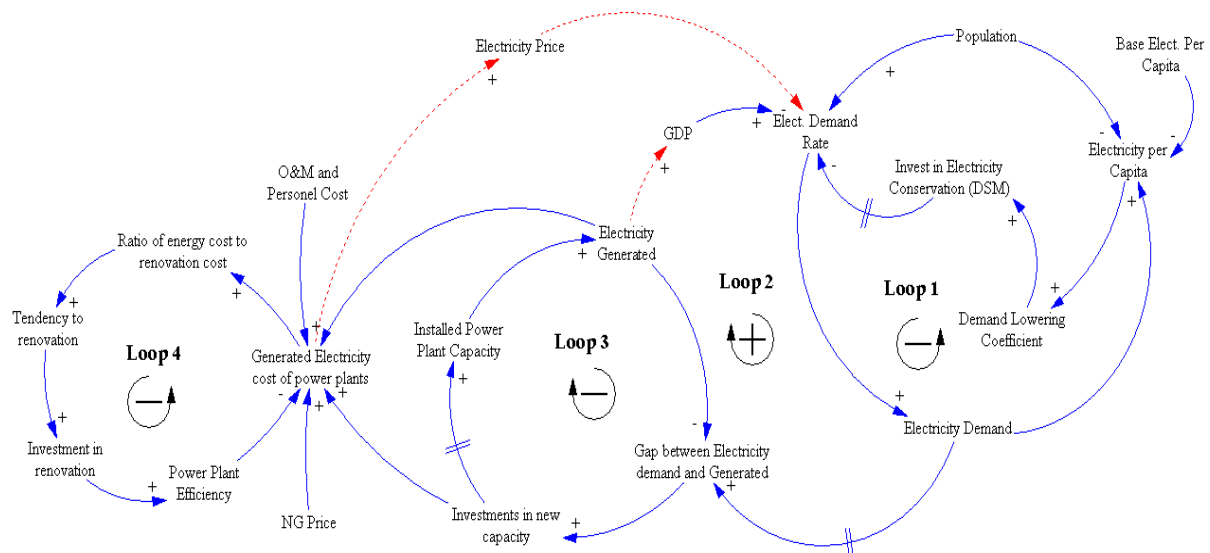 Electricity Price
+
Population
+
Base Elect. Per
Capita
-
-
Electricity per
Capita
+
GDP
+
+
-
Elect. Demand
Rate
-
Invest in Electricity
Conservation (DSM)
+
O&M and
Personel Cost
Ratio of energy cost to
renovation cost
+
Electricity
Generated
+
Loop 2
+
Loop 1
-
+
Demand Lowering
Coefficient
Tendency to
renovation
+
Loop 4
-
+
Generated Electricity
cost of power plants
-
+
+
Installed Power
Plant Capacity
+
Loop 3
-
+
Electricity Demand
-
Gap between Electricity
demand and Generated
+
+
Investment in
renovation
+
Power Plant
Efficiency
NG Price
Investments in new
capacity
+